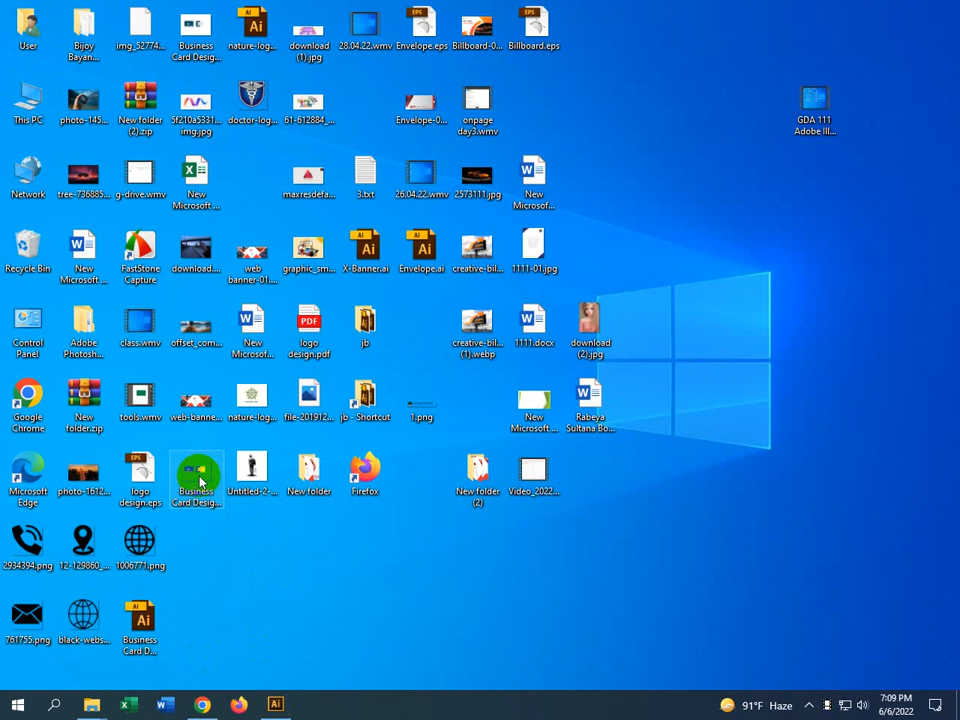 User
Bijoy Bayan...
img_52774...
Business Card Desig...
nature-log...
download (1).jpg
28.04.22.wmv
Envelope.eps
Billboard-0...
Billboard.eps
This PC
photo-145...
New folder (2).zip
5f210a5331... img.jpg
doctor-log...
61-612884_...
Envelope-0...
onpage day3.wmv
GDA 111 Adobe Ill...
Network
tree-736885...
g-drive.wmv
New Microsoft ...
maxresdefa...
3.txt
26.04.22.wmv
2573111.jpg
New Microsof...
Recycle Bin
New Microsoft ...
FastStone Capture
download....
web banner-01....
graphic_sm...
X-Banner.ai
Envelope.ai
creative-bil...
1111-01.jpg
Control Panel
Adobe Photosh...
class.wmv
offset_com...
New Microsof...
logo design.pdf
jb
creative-bil... (1).webp
1111.docx
download (2).jpg
Google Chrome
New folder.zip
tools.wmv
web-banne...
nature-log...
file-201912...
jb - Shortcut
1.png
New Microsoft ...
Rabeya Sultana Bo...
Microsoft Edge
photo-1612...
logo design.eps
Business Card Desig...
Untitled-2-...
New folder
Firefox
New folder (2)
Video_2022...
2934394.png
12-129860_...
1006771.png
761755.png
black-webs...
Business Card D...
91°F Haze
7:09 PM
6/6/2022